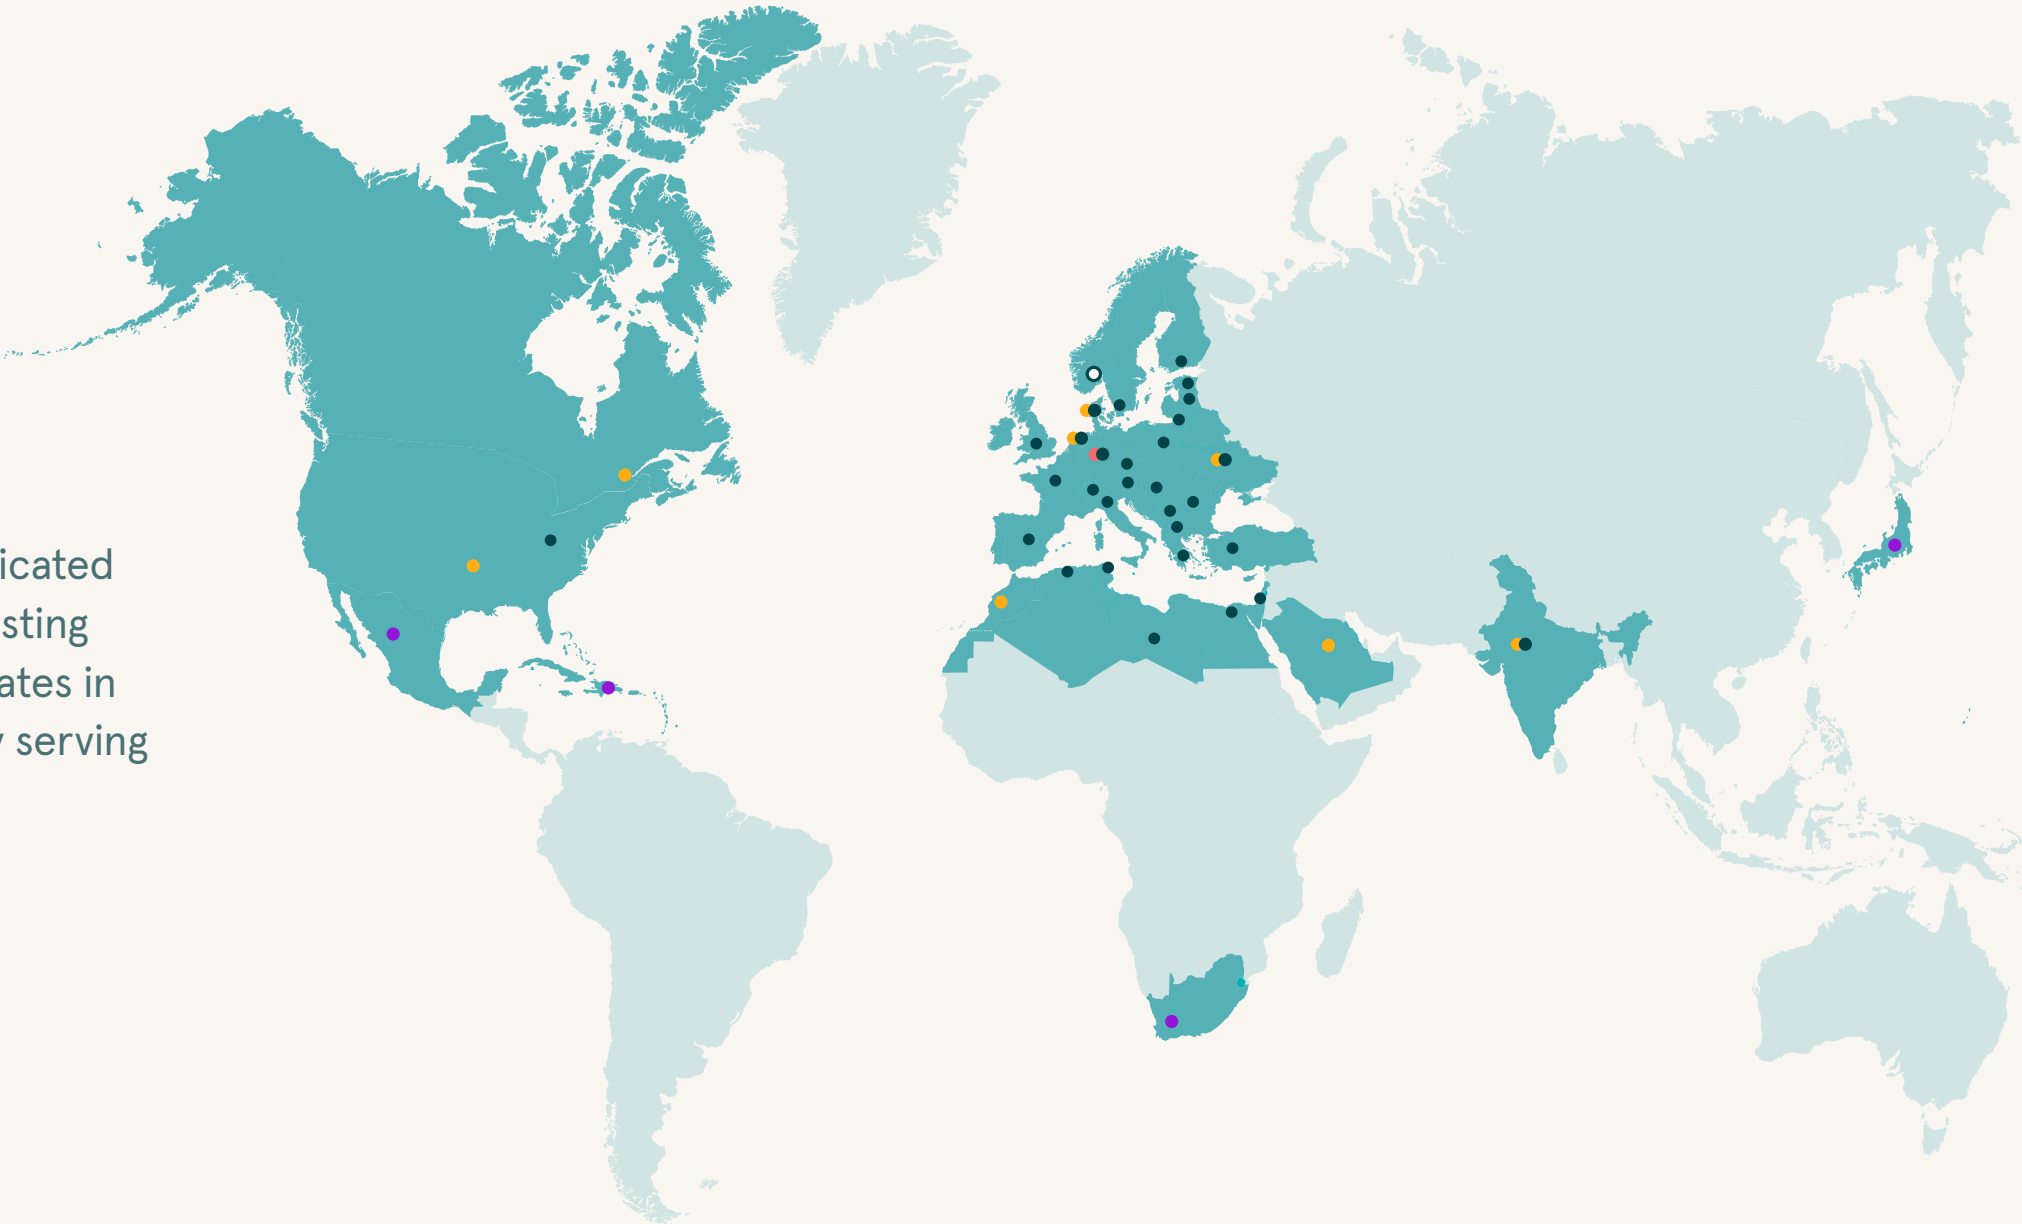 icated
sting
ates in
serving